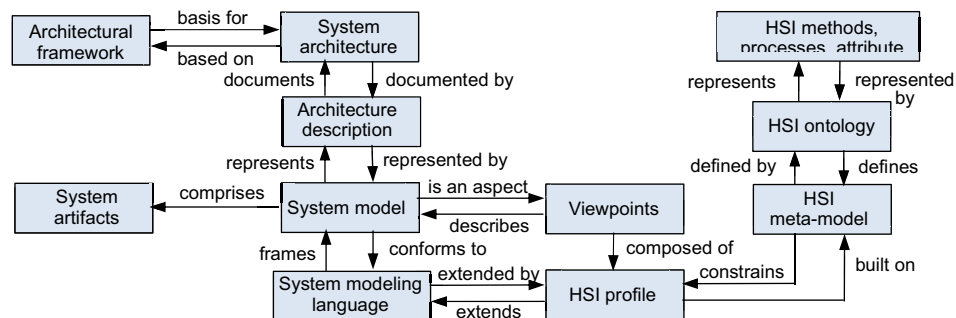 Architectural
framework
basis for
based on
System
architecture
HSI methods,
processes, attribute
documents
documented by
represents
represented
by
Architecture
description
HSI ontology
represents
represented by
defined by
defines
System
artifacts
comprises
System model
is an aspect
describes
Viewpoints
HSI
meta-model
frames
conforms to
composed of
constrains
built on
System modeling
language
extended by
extends
HSI profile